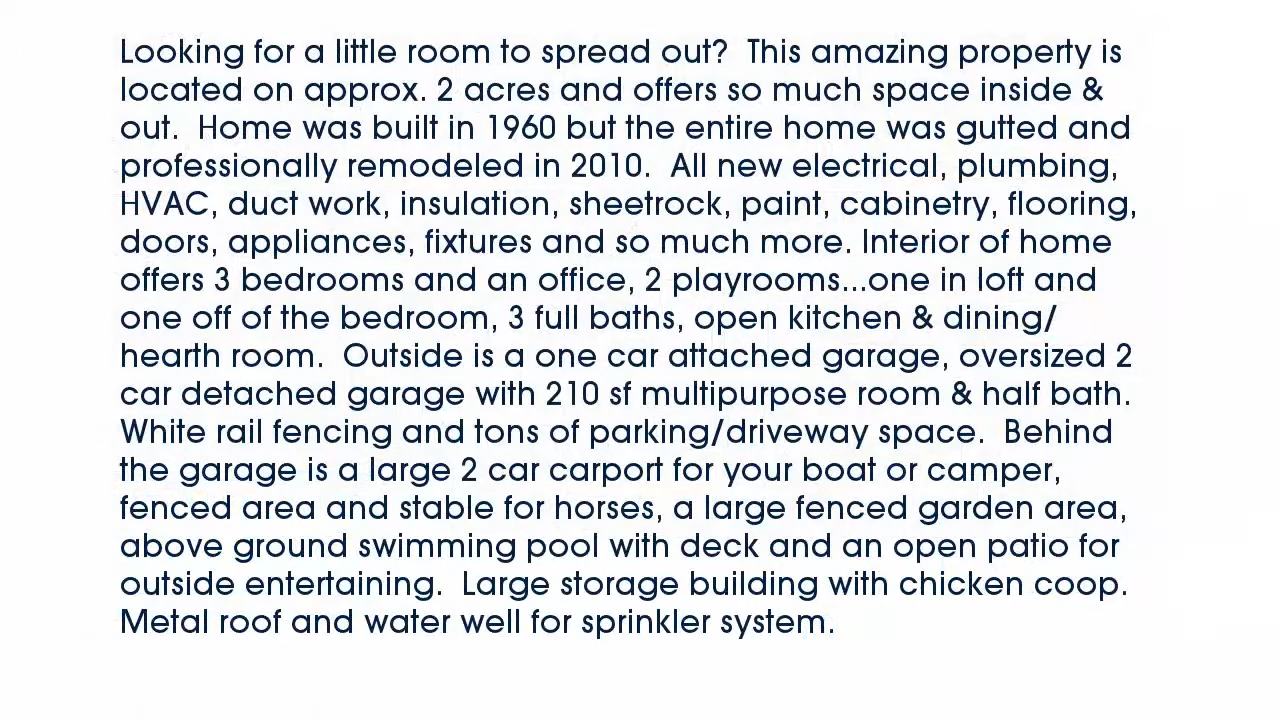 Looking for a little room to spread out?  This amazing property is
located on approx. 2 acres and offers so much space inside &
out.  Home was built in 1960 but the entire home was gutted and
professionally remodeled in 2010.  All new electrical, plumbing,
HVAC, duct work, insulation, sheetrock, paint, cabinetry, flooring,
doors, appliances, fixtures and so much more. Interior of home
offers 3 bedrooms and an office, 2 playrooms...one in loft and
one off of the bedroom, 3 full baths, open kitchen & dining/
hearth room.  Outside is a one car attached garage, oversized 2
car detached garage with 210 sf multipurpose room & half bath.
White rail fencing and tons of parking/driveway space.  Behind
the garage is a large 2 car carport for your boat or camper,
fenced area and stable for horses, a large fenced garden area,
above ground swimming pool with deck and an open patio for
outside entertaining.  Large storage building with chicken coop.
Metal roof and water well for sprinkler system.